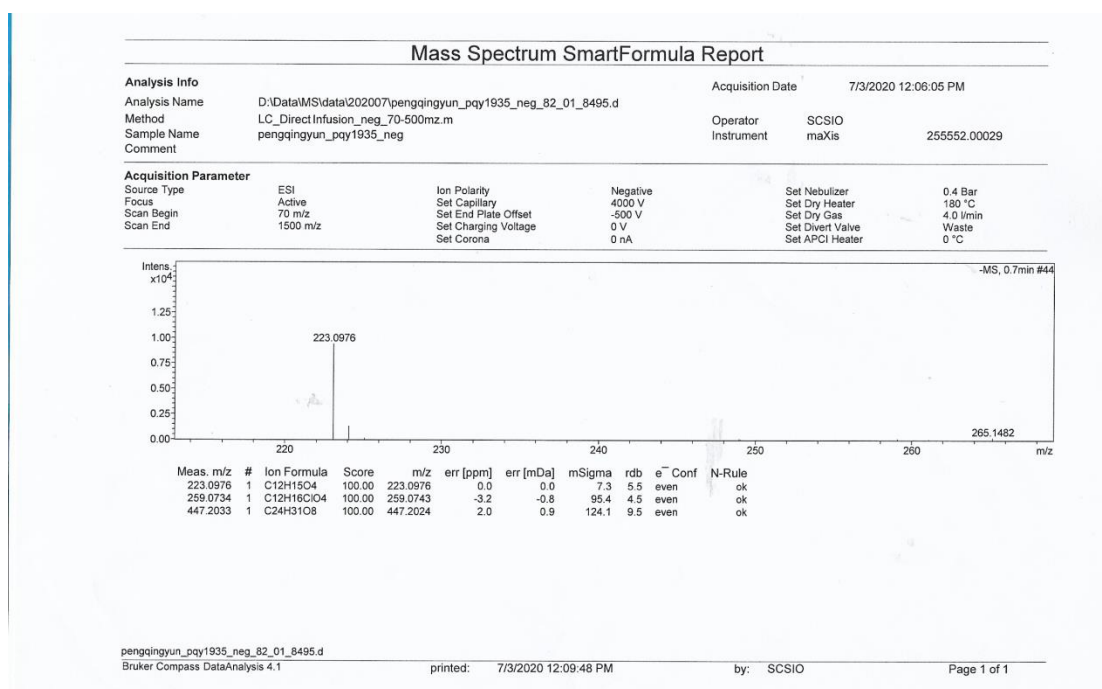 Mass Spectrum SmartFormula Report
Analysis Info
Acquisition Date 7/3/2020 12:06:05 PM
Analysis Name D:\Data\MS\data\202007\pengqingyun_pqy1935_neg_82_01_8495.d
Method LC_Direct Infusion_neg_70-500mz.m Operator SCSIO
Sample Name pengqingyun_pqy1935_neg Instrument maXis 255552.00029
Comment
Acquisition Parameter
Source Type ESI Ion Polarity Negative Set Nebulizer 0.4 Bar
Focus Active Set Capillary 4000 V Set Dry Heater 180 °C
Scan Begin 70 m/z Set End Plate Offset -500 V Set Dry Gas 4.0 l/min
Scan End 1500 m/z Set Charging Voltage 0 V Set Divert Valve Waste
Set Corona 0 nA Set APCI Heater 0 °C
Intens.
x10⁴
-MS, 0.7min #44
1.25
1.00
223.0976
0.75
0.50
0.25
0.00
265.1482
220 230 240 250 260 m/z
Meas. m/z # Ion Formula Score m/z err [ppm] err [mDa] mSigma rdb e⁻ Conf N-Rule
223.0976 1 C12H15O4 100.00 223.0976 0.0 0.0 7.3 5.5 even ok
259.0734 1 C12H16ClO4 100.00 259.0743 -3.2 -0.8 95.4 4.5 even ok
447.2033 1 C24H31O8 100.00 447.2024 2.0 0.9 124.1 9.5 even ok
pengqingyun_pqy1935_neg_82_01_8495.d
Bruker Compass DataAnalysis 4.1 printed: 7/3/2020 12:09:48 PM by: SCSIO Page 1 of 1